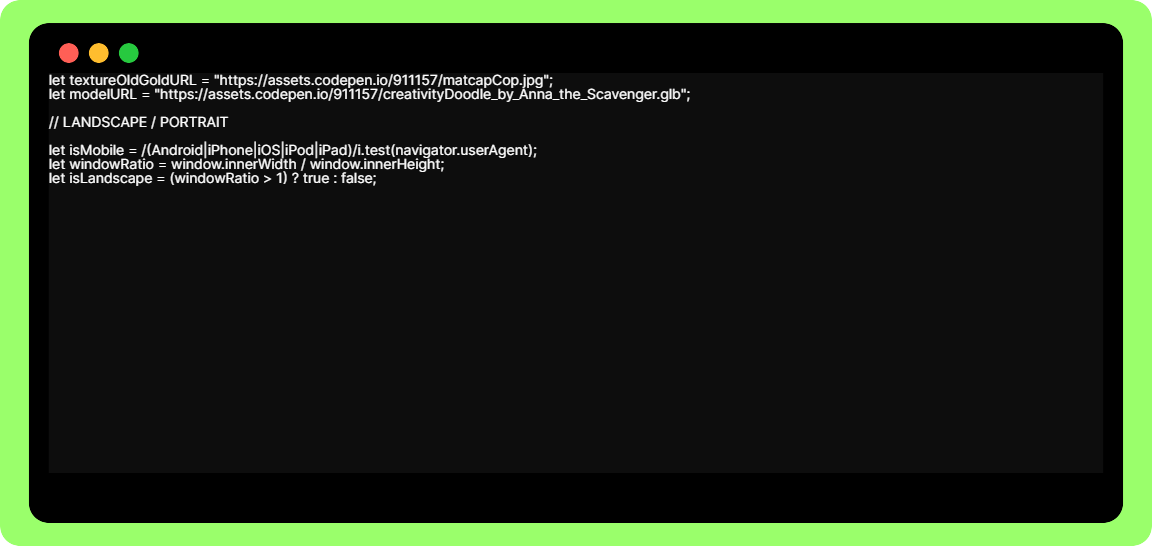 let textureOldGoldURL = "https://assets.codepen.io/911157/matcapCop.jpg";
let modelURL = "https://assets.codepen.io/911157/creativityDoodle_by_Anna_the_Scavenger.glb";
// LANDSCAPE / PORTRAIT
let isMobile = /(Android|iPhone|iOS|iPod|iPad)/i.test(navigator.userAgent);
let windowRatio = window.innerWidth / window.innerHeight;
let isLandscape = (windowRatio > 1) ? true : false;